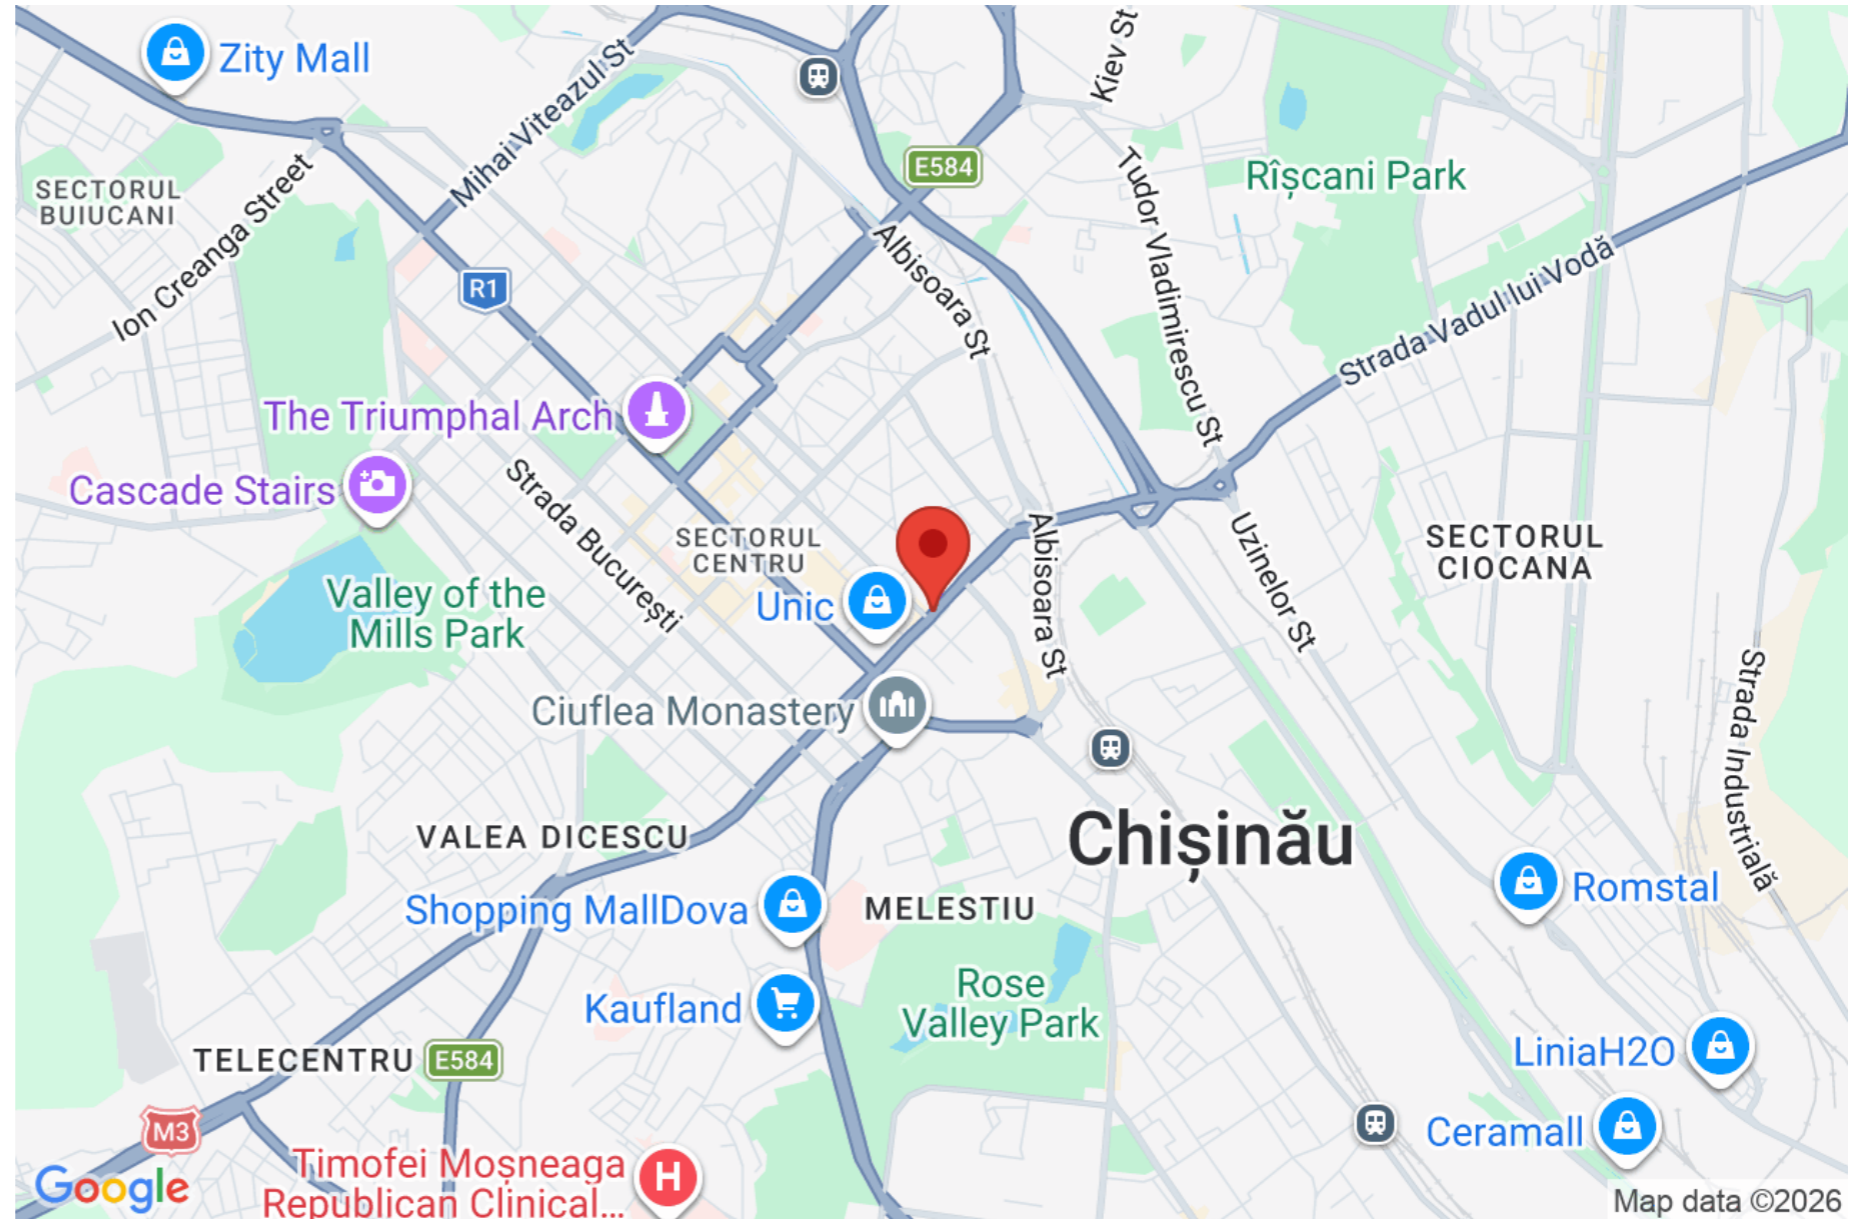 Zity Mall
Kiev St
Mihai Viteazul St
E584
Rîșcani Park
SECTORUL
BUIUCANI
Ion Creanga Street
Tudor Vladimirescu St
Albisoara St
R1
Strada Vadul lui Vodă
The Triumphal Arch
Cascade Stairs
Strada București
SECTORUL
CENTRU
Albisoara St
Uzinelor St
SECTORUL
CIOCANA
Valley of the
Mills Park
Unic
Ciuflea Monastery
Strada Industrială
VALEA DICESCU
Chișinău
Shopping MallDova
MELESTIU
Romstal
Kaufland
Rose
Valley Park
TELECENTRU
E584
LiniaH2O
M3
Ceramall
Timofei Moșneaga
Republican Clinical...
H
Google
Map data ©2026